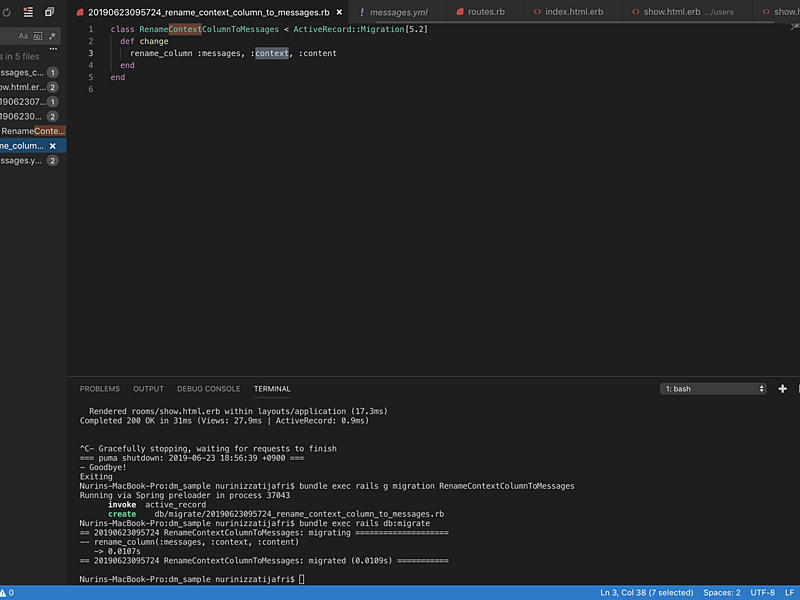 20190623095724_rename_context_column_to_messages.rb ×
! messages.yml
routes.rb
<> index.html.erb
<> show.html.erb .../users
<> show.h
Aa Ab| .*
s in 5 files
...
ssages_c... 1
ow.html.er... 2
19062307... 1
1906230... 2
RenameConte...
me_colum... ×
ssages.y... 2
1 class RenameContextColumnToMessages < ActiveRecord::Migration[5.2]
2 def change
3 rename_column :messages, :context, :content
4 end
5 end
6
PROBLEMS OUTPUT DEBUG CONSOLE TERMINAL 1: bash +
Rendered rooms/show.html.erb within layouts/application (17.3ms)
Completed 200 OK in 31ms (Views: 27.9ms | ActiveRecord: 0.9ms)
^C- Gracefully stopping, waiting for requests to finish
=== puma shutdown: 2019-06-23 18:56:39 +0900 ===
- Goodbye!
Exiting
Nurins-MacBook-Pro:dm_sample nurinizzatijafri$ bundle exec rails g migration RenameContextColumnToMessages
Running via Spring preloader in process 37043
invoke active_record
create db/migrate/20190623095724_rename_context_column_to_messages.rb
Nurins-MacBook-Pro:dm_sample nurinizzatijafri$ bundle exec rails db:migrate
== 20190623095724 RenameContextColumnToMessages: migrating ====================
-- rename_column(:messages, :context, :content)
-> 0.0107s
== 20190623095724 RenameContextColumnToMessages: migrated (0.0109s) ===========
Nurins-MacBook-Pro:dm_sample nurinizzatijafri$
0 Ln 3, Col 38 (7 selected) Spaces: 2 UTF-8 LF